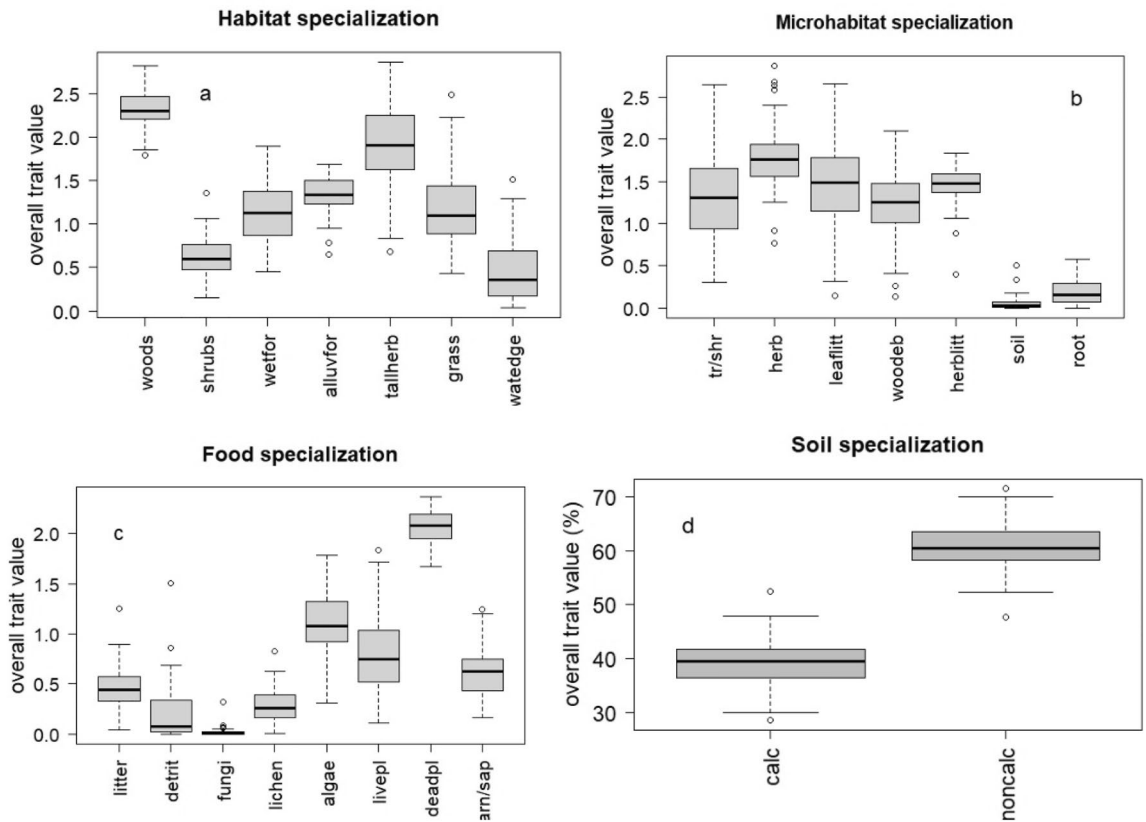 Habitat specialization
a
overall trait value
2.5
2.0
1.5
1.0
0.5
0.0
woods
shrubs
wetfor
alluvfor
tallherb
grass
watedge
Microhabitat specialization
b
overall trait value
2.5
2.0
1.5
1.0
0.5
0.0
tr/shr
herb
leaflitt
woodeb
herblitt
soil
root
Food specialization
c
overall trait value
2.0
1.5
1.0
0.5
0.0
litter
detrit
fungi
lichen
algae
livepl
deadpl
arn/sap
Soil specialization
d
overall trait value (%)
70
60
50
40
30
calc
noncalc